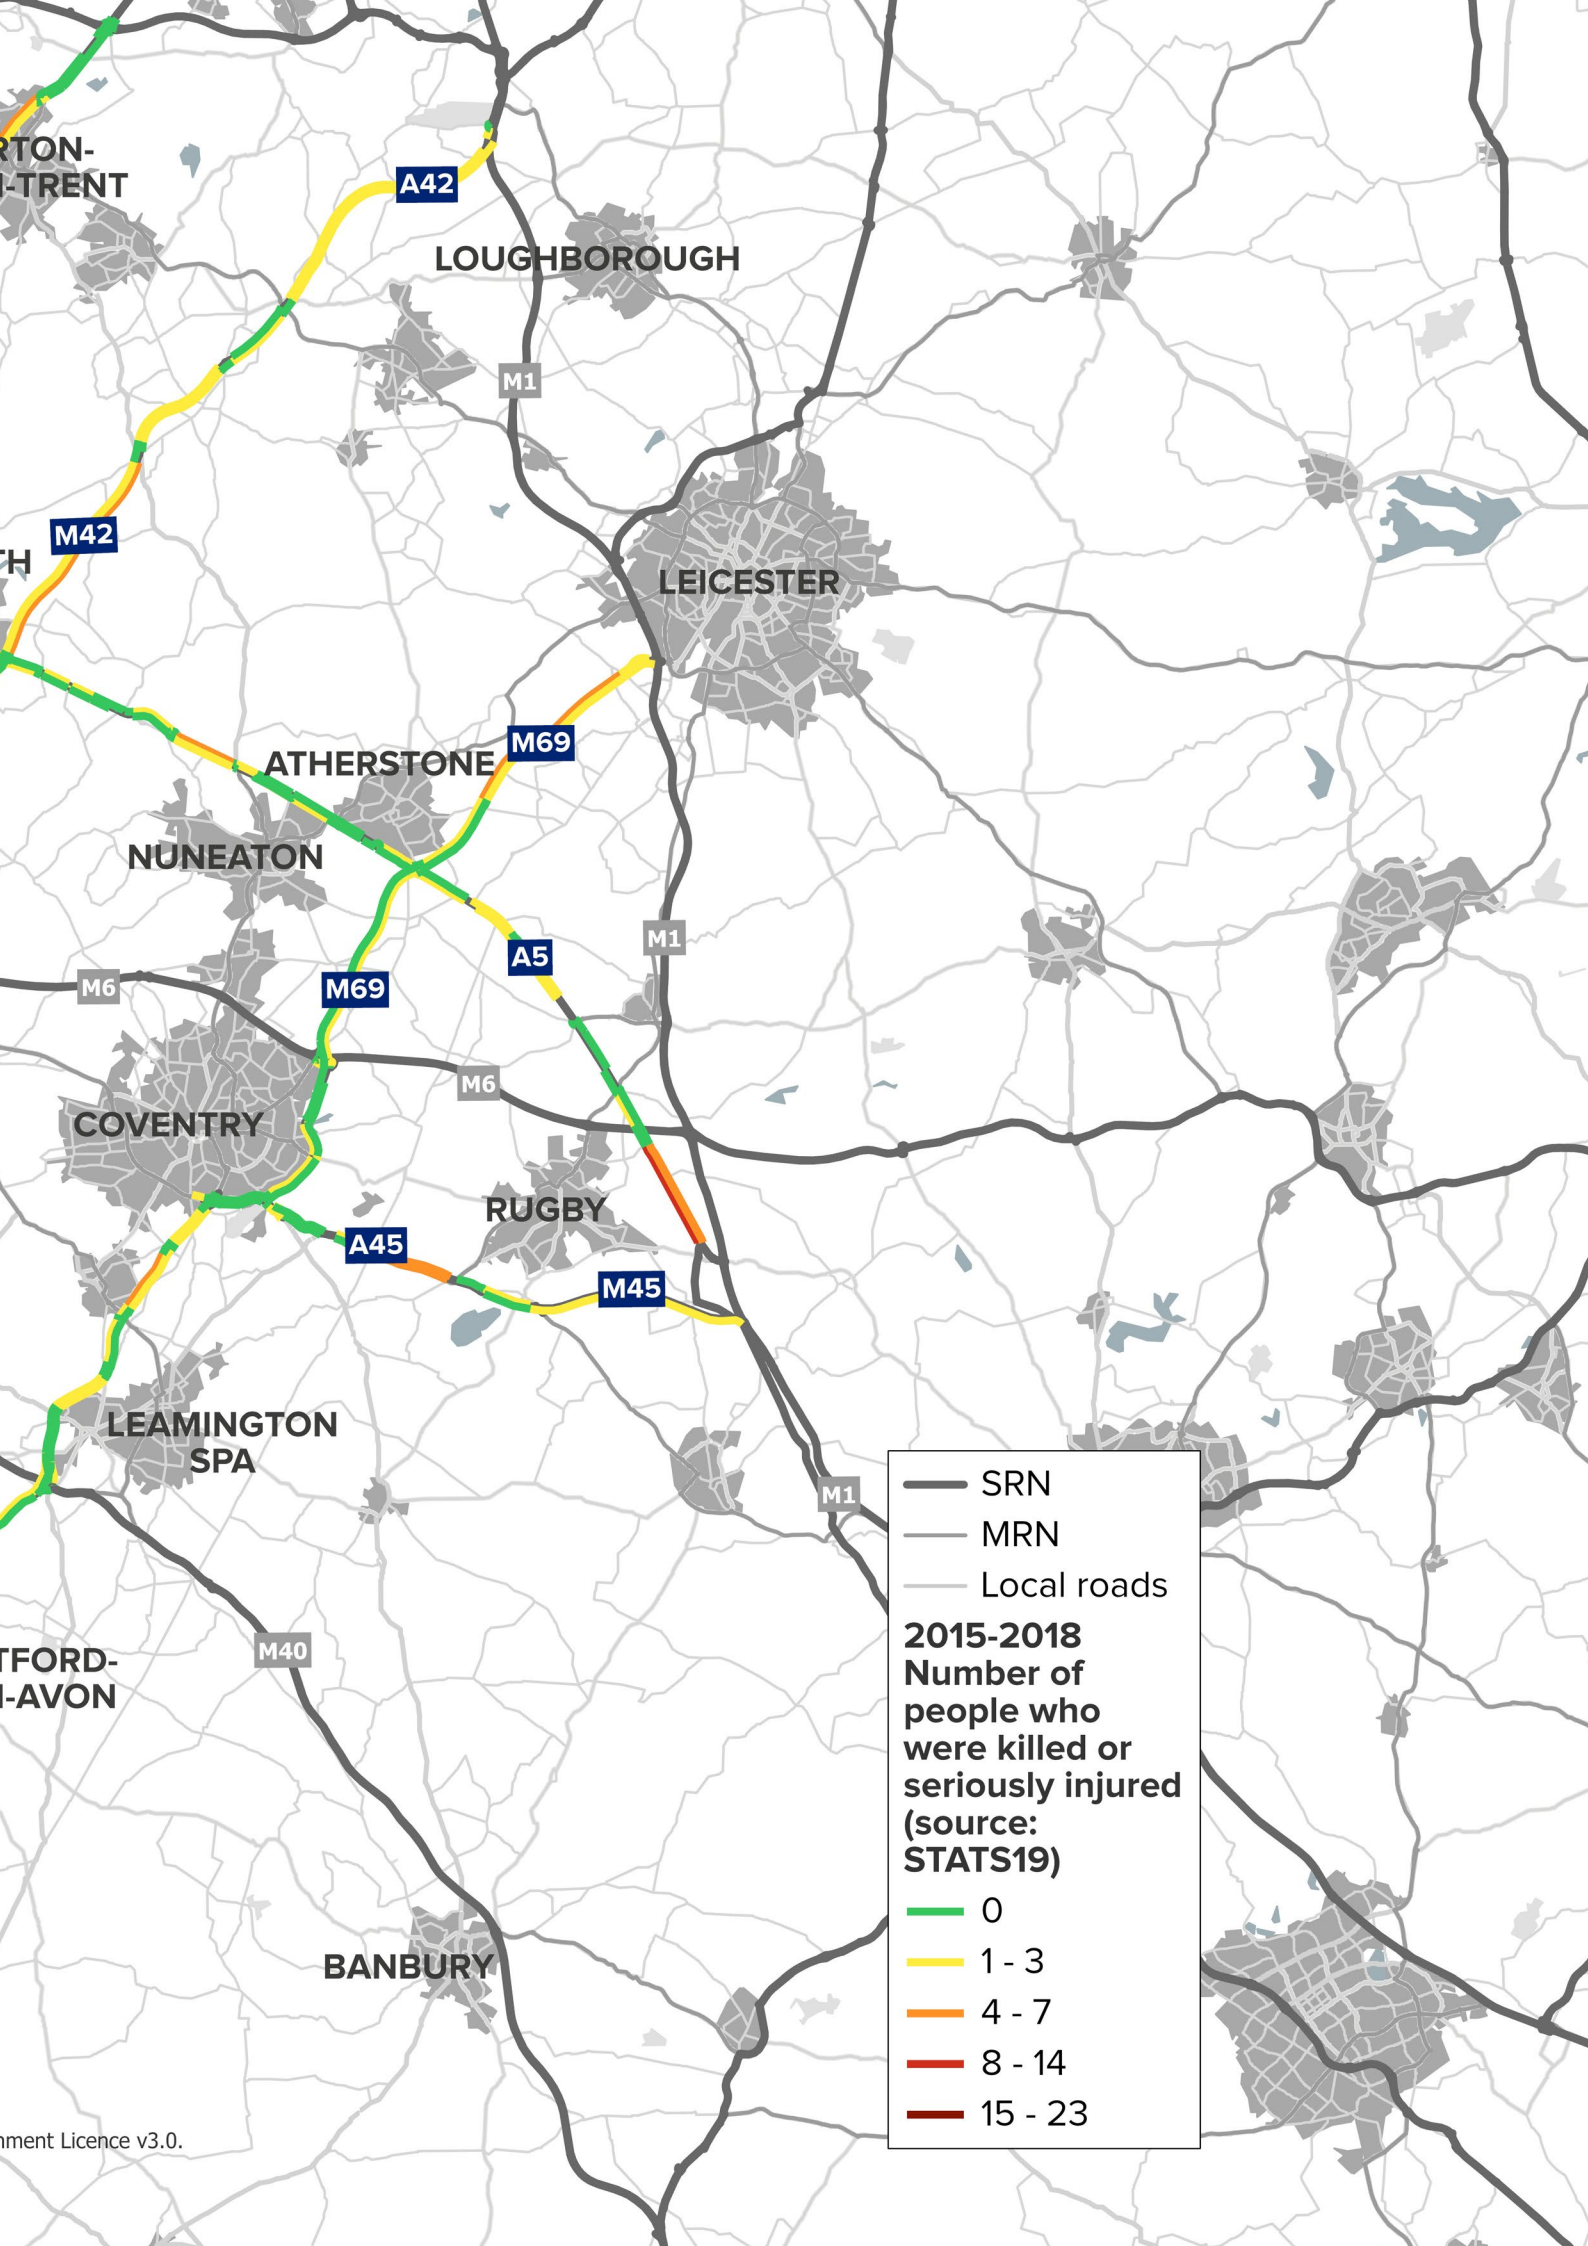 RTON-
-TRENT
A42
LOUGHBOROUGH
M1
M42
TH
LEICESTER
M69
ATHERSTONE
NUNEATON
M1
A5
M6
M69
M6
COVENTRY
RUGBY
A45
M45
LEAMINGTON
SPA
M1
SRN
MRN
Local roads
2015-2018
Number of
people who
were killed or
seriously injured
(source:
STATS19)
0
1 - 3
4 - 7
8 - 14
15 - 23
M40
TFORD-
-AVON
BANBURY
nment Licence v3.0.